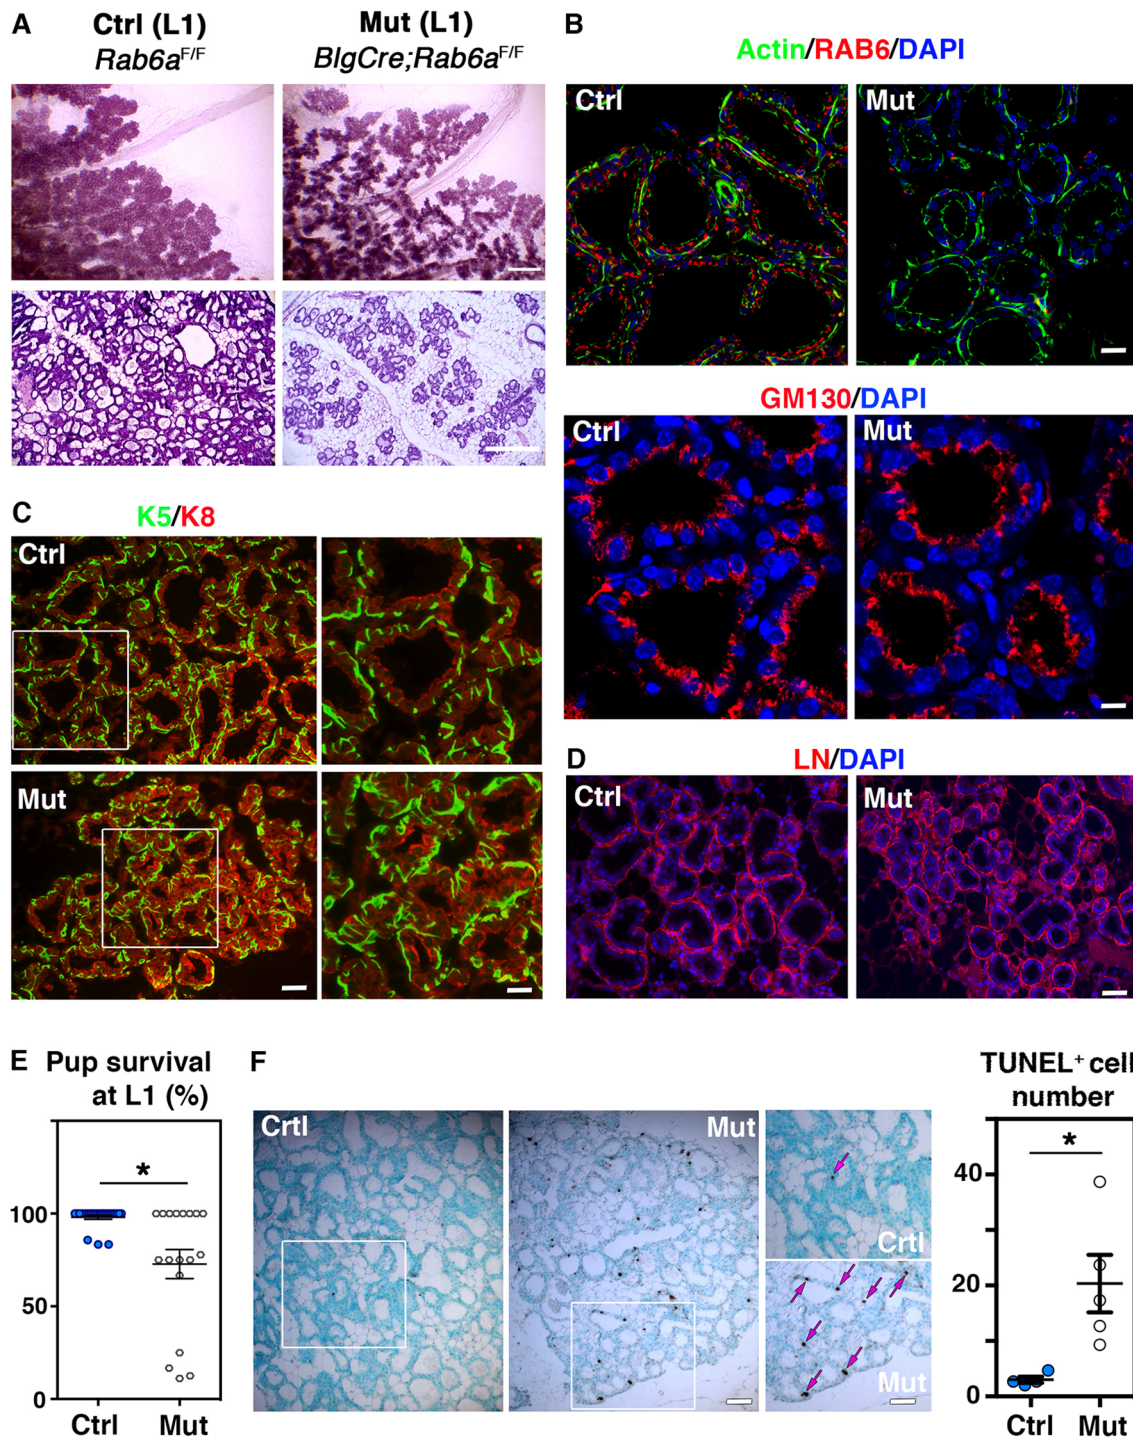 A
Ctrl (L1)
Rab6aF/F
Mut (L1)
BlgCre;Rab6aF/F
B
Actin/RAB6/DAPI
Ctrl
Mut
GM130/DAPI
Ctrl
Mut
C
K5/K8
Ctrl
Mut
D
LN/DAPI
Ctrl
Mut
E
Pup survival
at L1 (%)
*
100
50
0
Ctrl
Mut
F
Crtl
Mut
Crtl
Mut
TUNEL+ cell
number
*
40
20
0
Ctrl
Mut